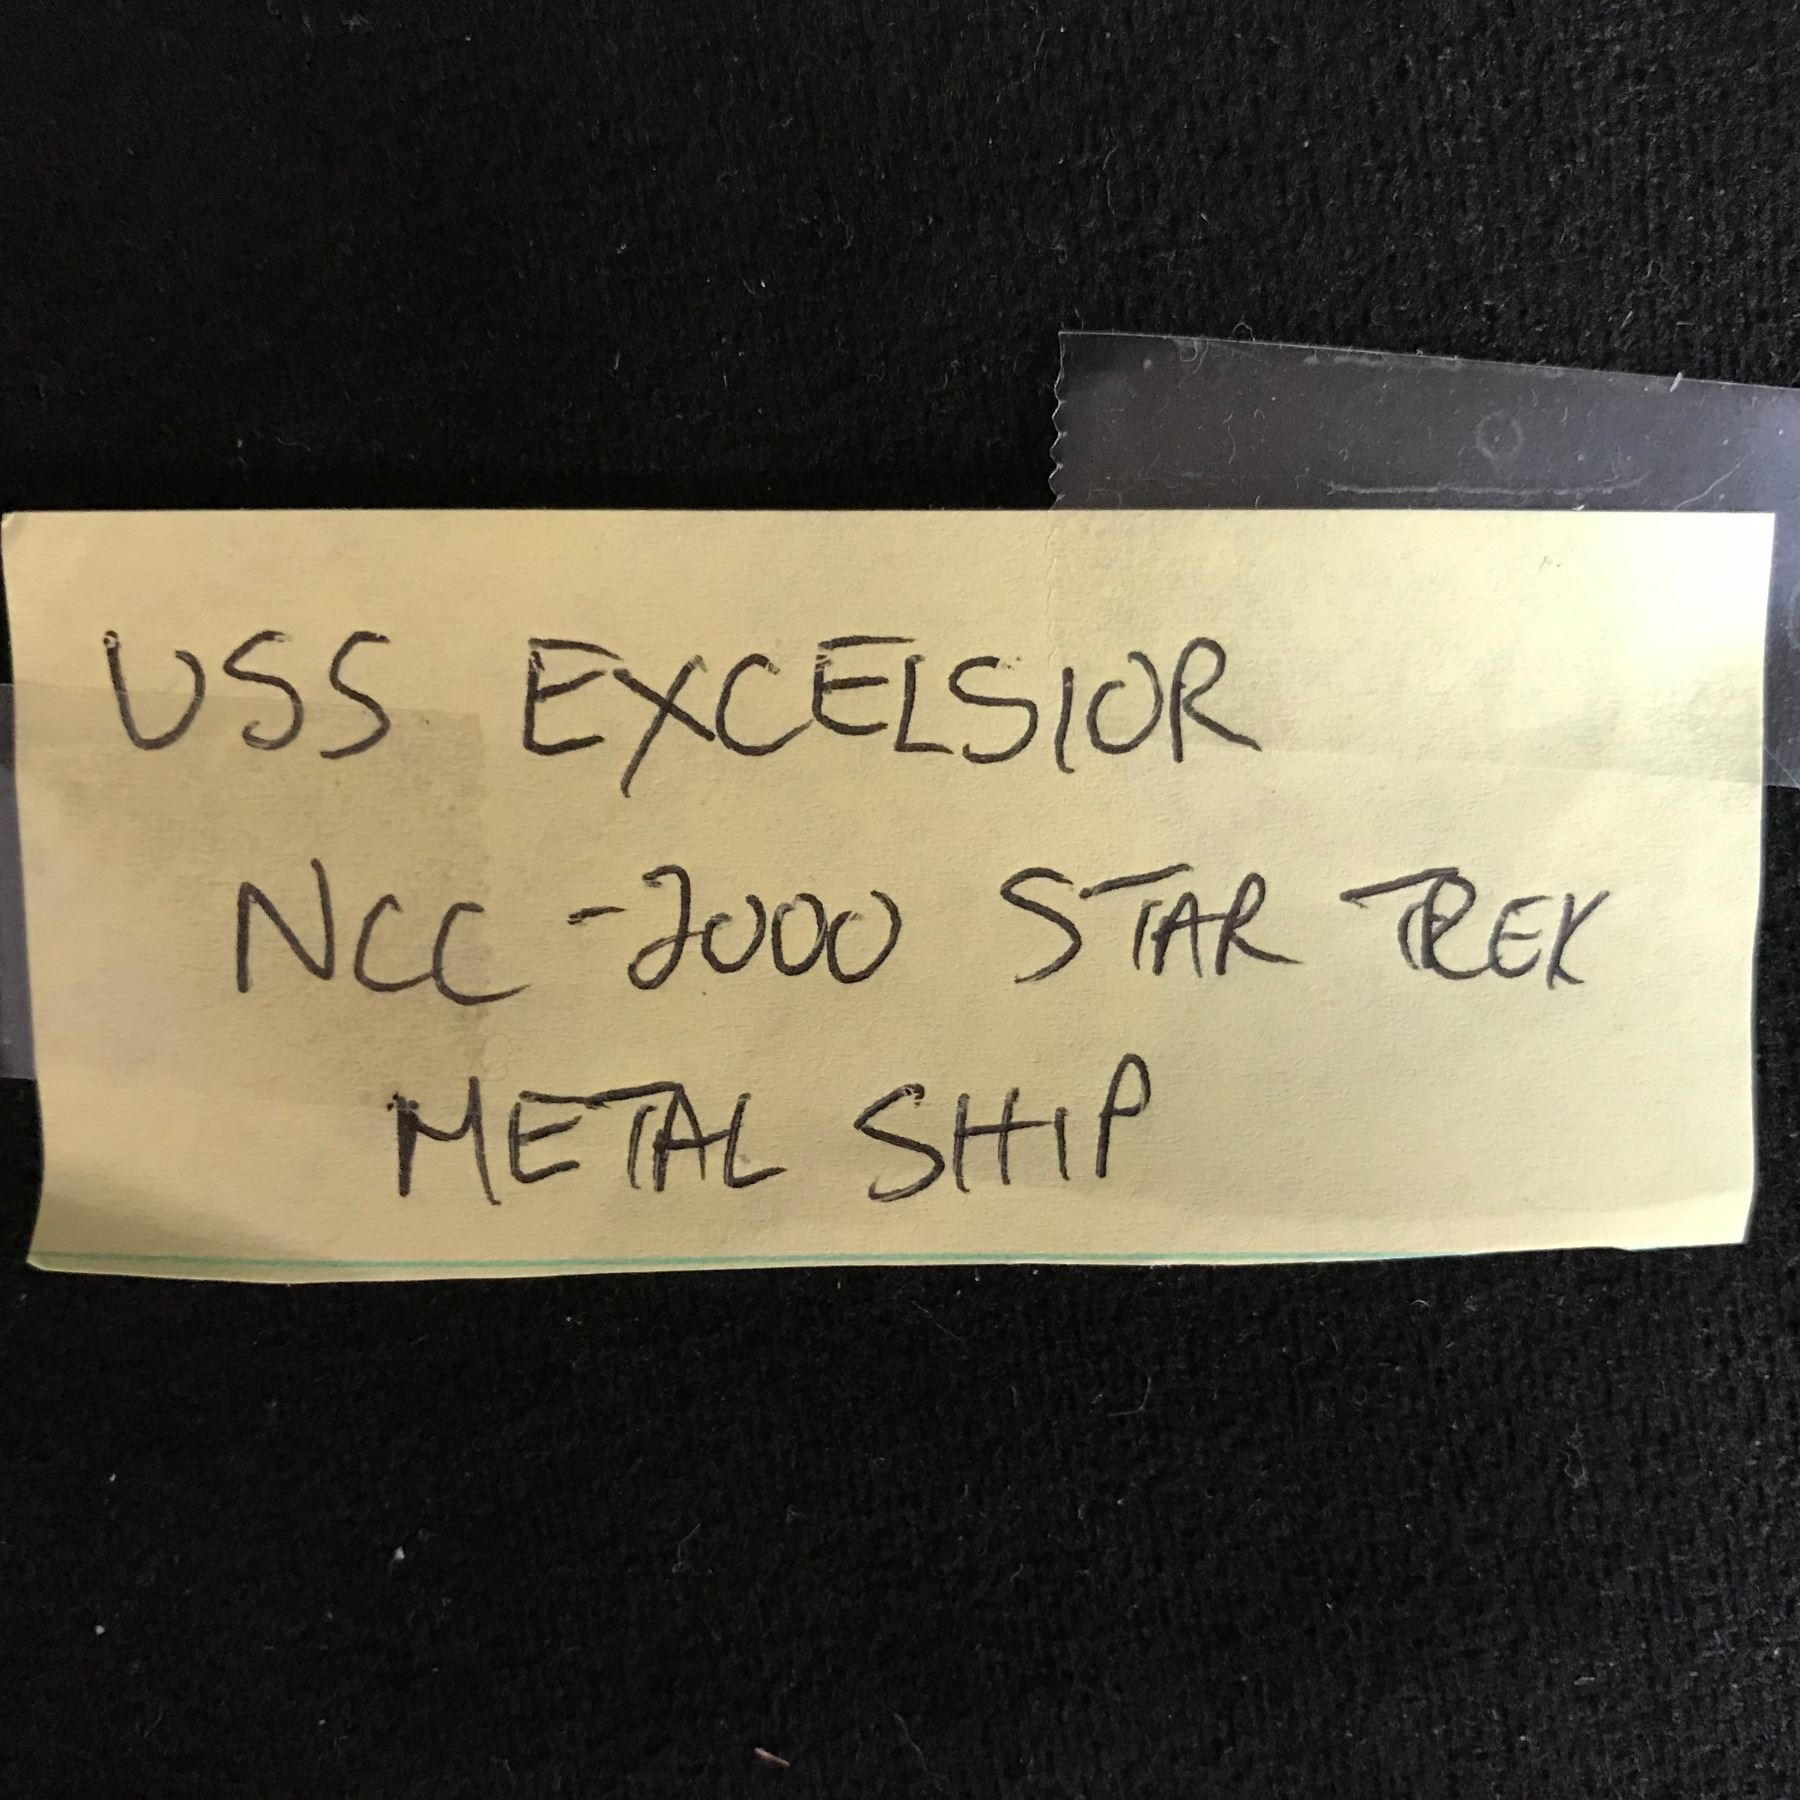 USS EXCELSIOR
NCC-2000 STAR TREK
METAL SHIP